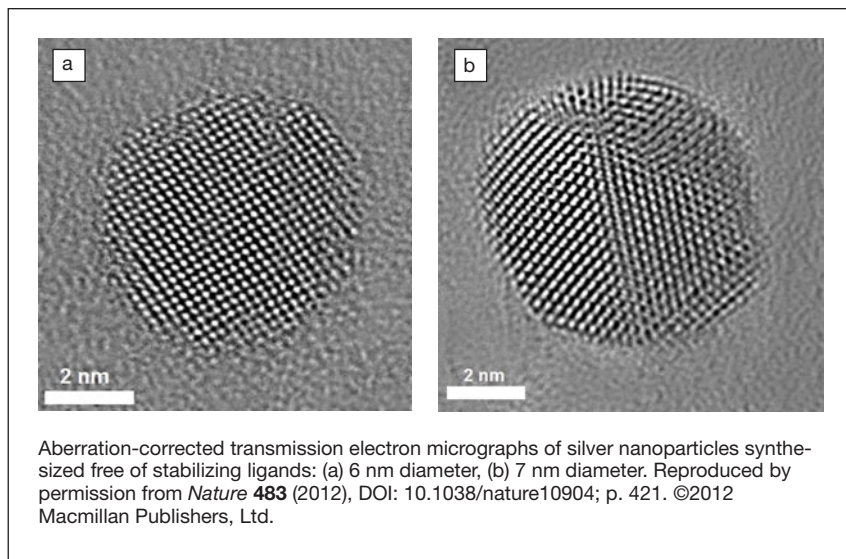 a
b
2 nm
2 nm
Aberration-corrected transmission electron micrographs of silver nanoparticles synthe-
sized free of stabilizing ligands: (a) 6 nm diameter, (b) 7 nm diameter. Reproduced by
permission from Nature 483 (2012), DOI: 10.1038/nature10904; p. 421. ©2012
Macmillan Publishers, Ltd.